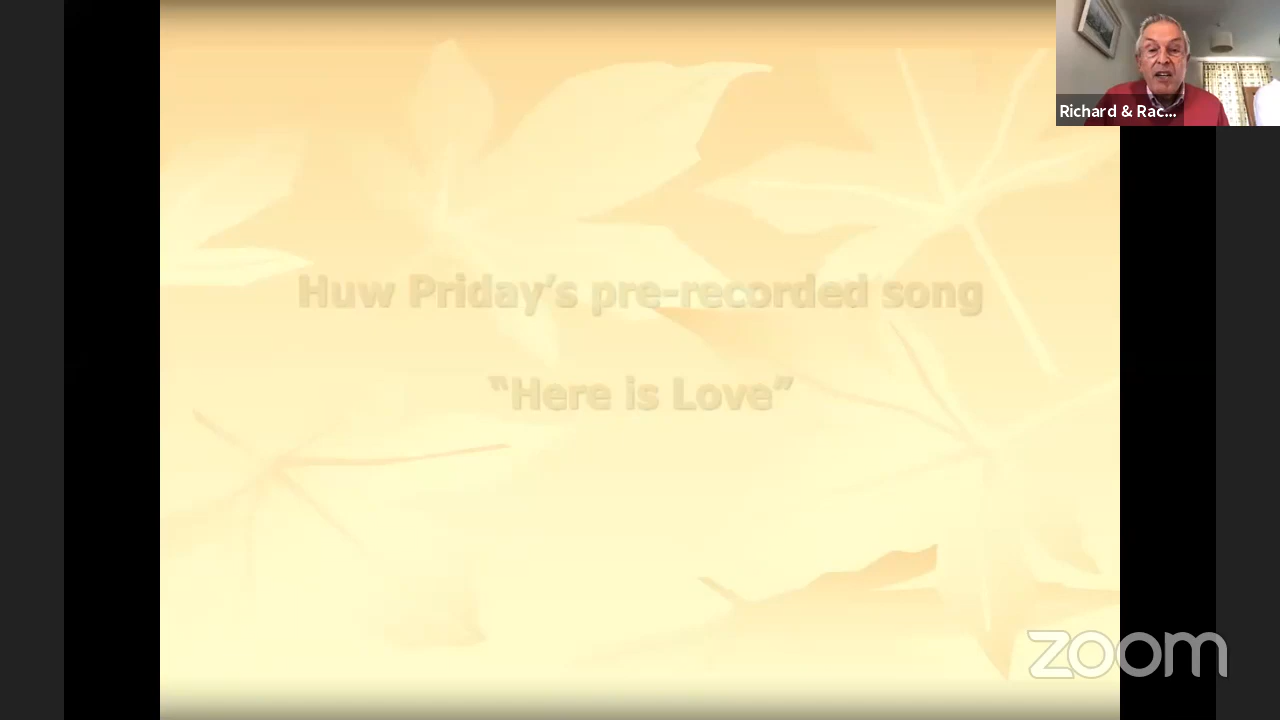 Richard & Rac...
Huw Priday’s pre-recorded song
“Here is Love”
zoom